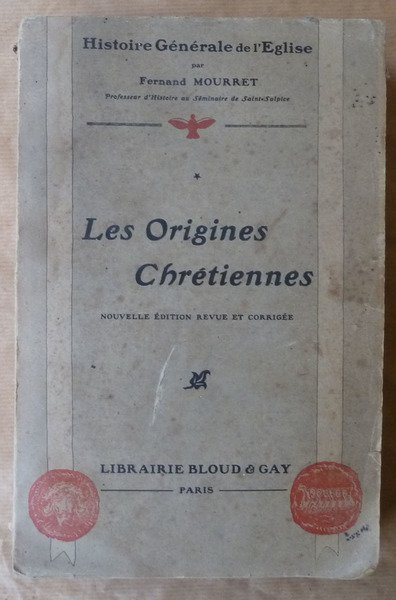 Histoire Générale de l'Eglise
par
Fernand MOURRET
Professeur d'Histoire au Séminaire de Saint-Sulpice
*
Les Origines
Chrétiennes
NOUVELLE ÉDITION REVUE ET CORRIGÉE
LIBRAIRIE BLOUD & GAY
PARIS